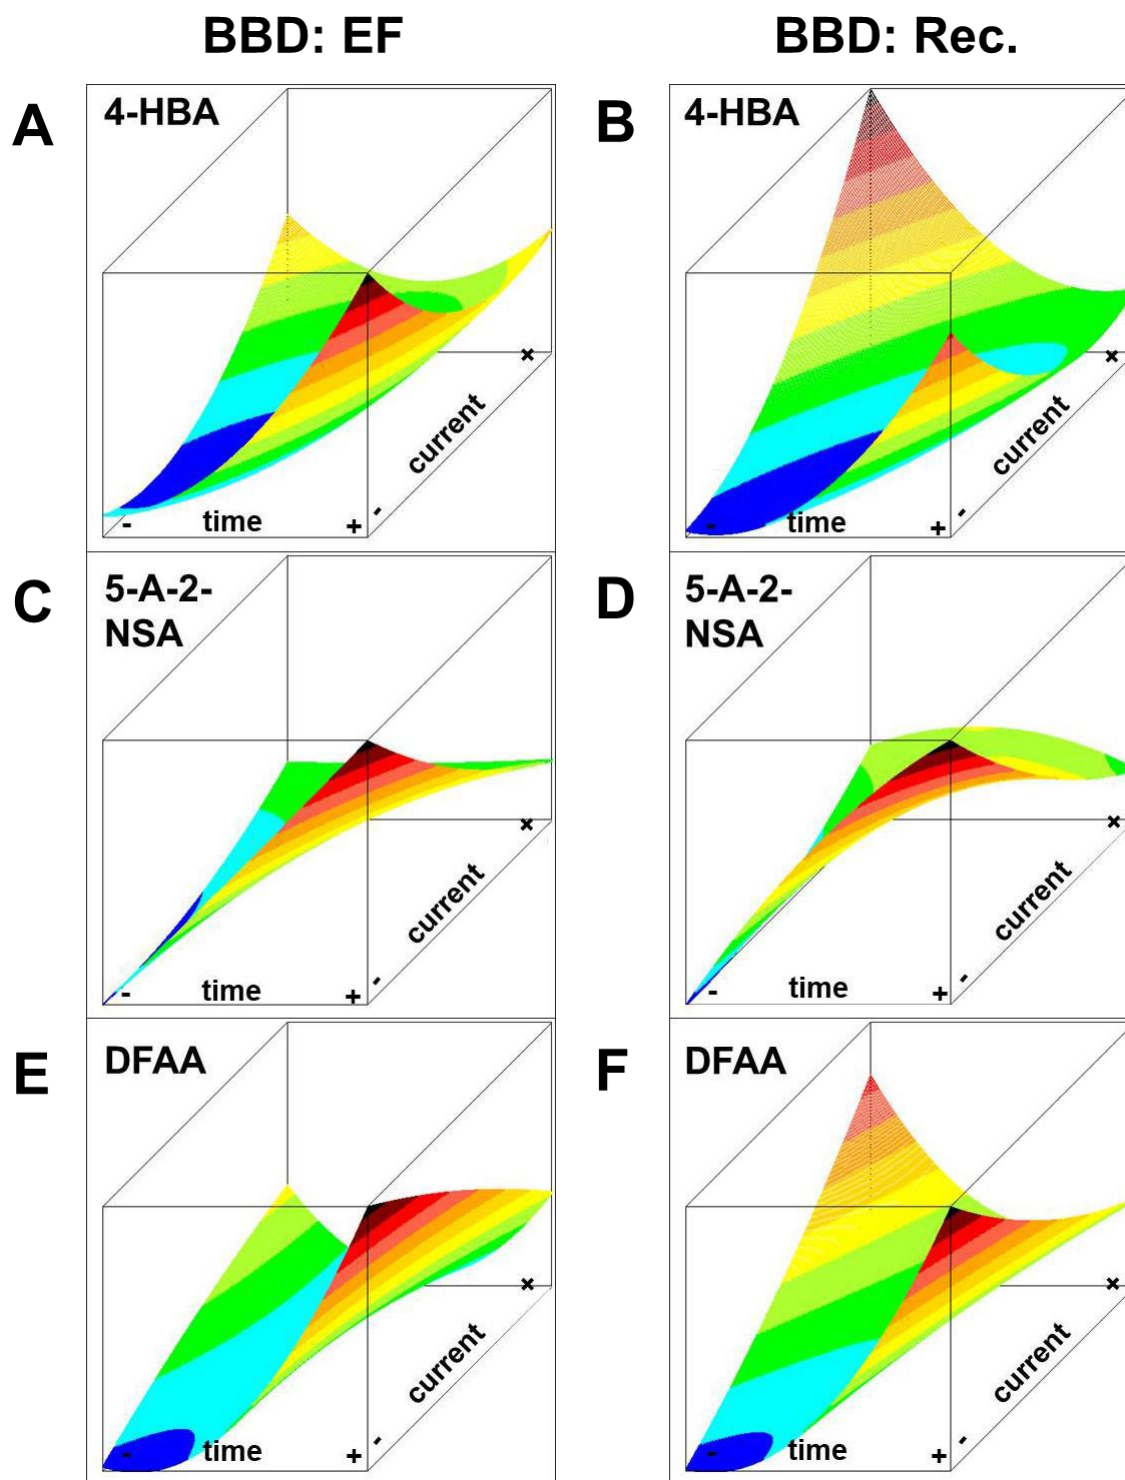 BBD: EF
BBD: Rec.
A
4-HBA
current
-
time
+
-
×
B
4-HBA
current
-
time
+
-
×
C
5-A-2-
NSA
current
-
time
+
-
×
D
5-A-2-
NSA
current
-
time
+
-
×
E
DFAA
current
-
time
+
-
×
F
DFAA
current
-
time
+
-
×